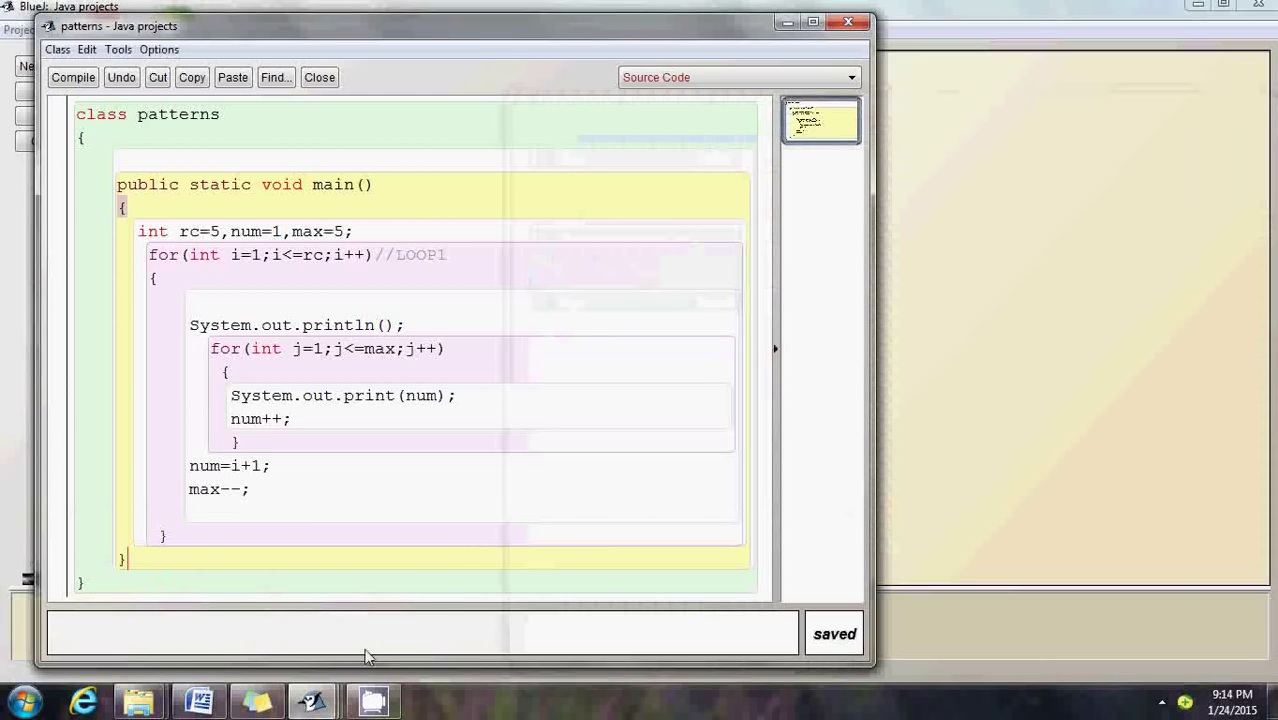 BlueJ: Java projects
patterns - Java projects
Class Edit Tools Options
Compile Undo Cut Copy Paste Find... Close
Source Code
class patterns
{
public static void main()
{
int rc=5,num=1,max=5;
for(int i=1;i<=rc;i++)//LOOP1
{
System.out.println();
for(int j=1;j<=max;j++)
{
System.out.print(num);
num++;
}
num=i+1;
max--;
}
}
}
saved
9:14 PM
1/24/2015